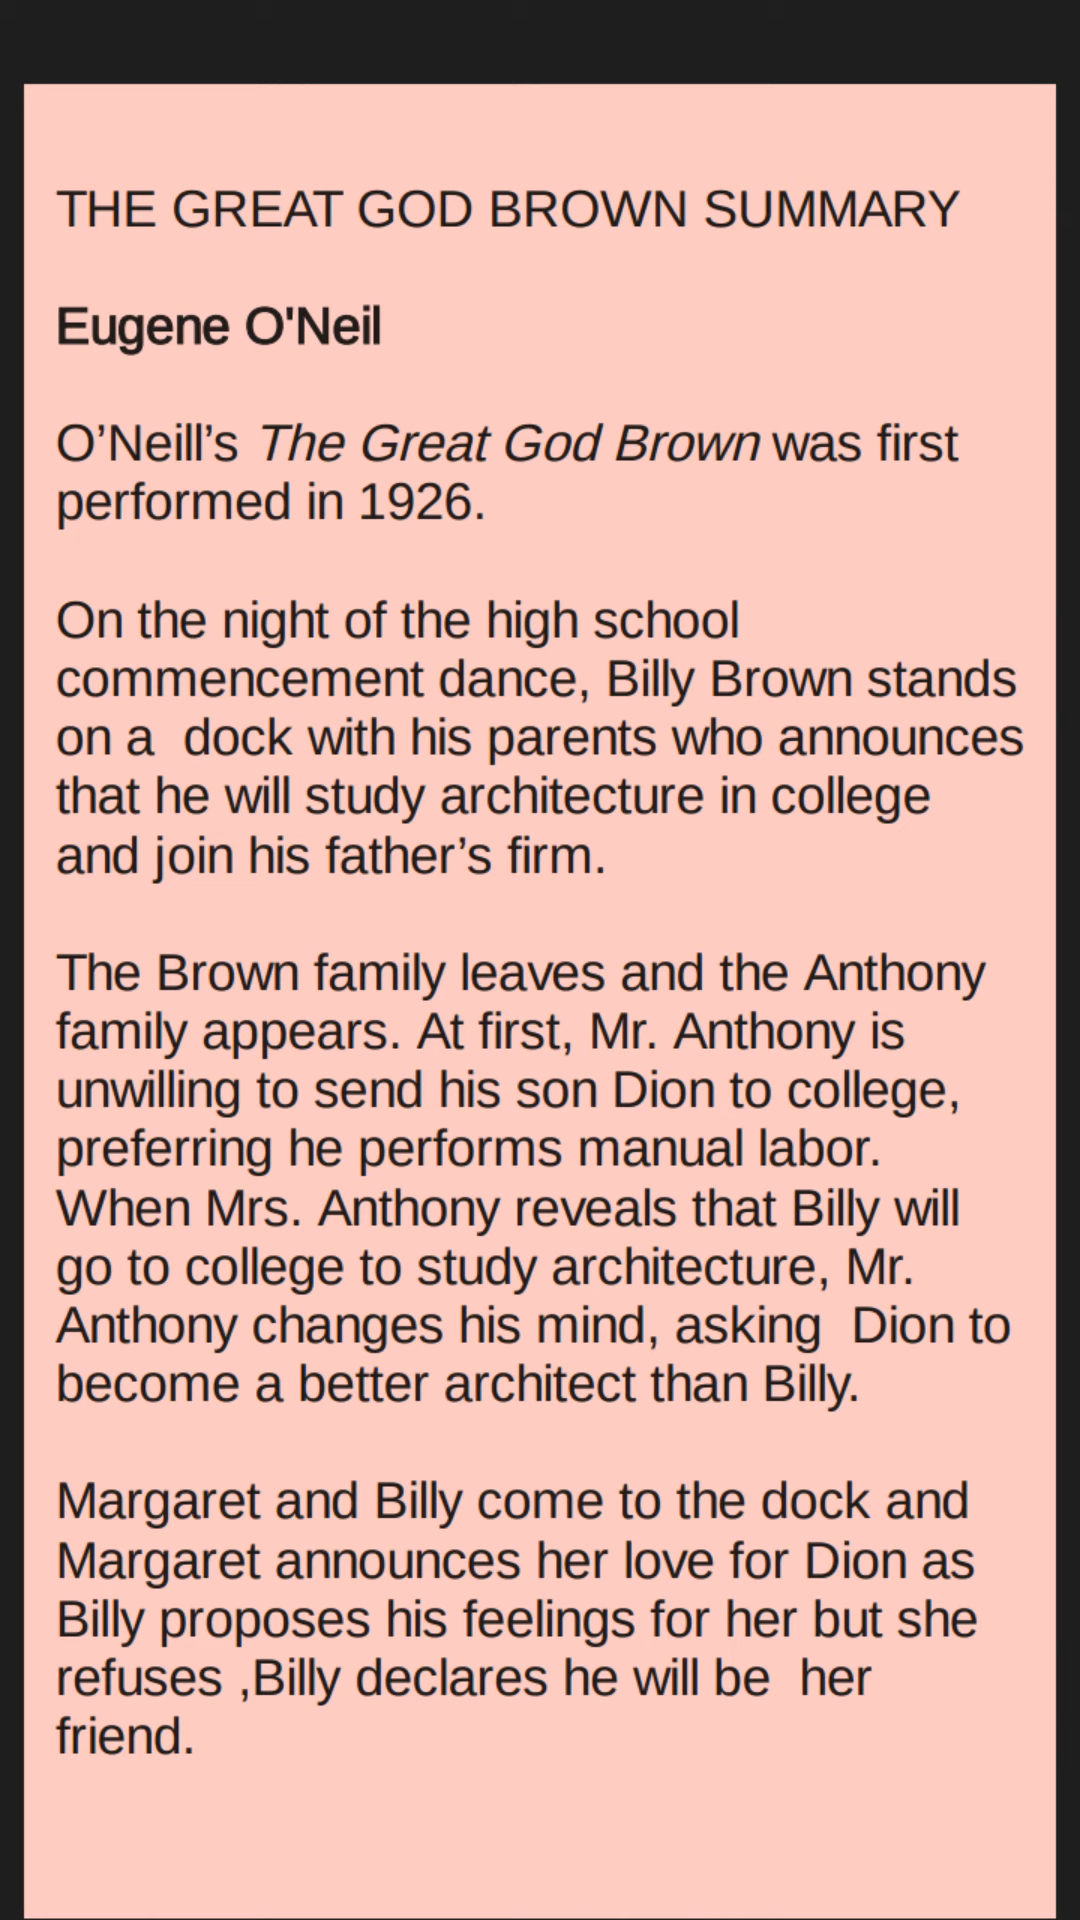 THE GREAT GOD BROWN SUMMARY
Eugene O'Neil
O’Neill’s The Great God Brown was first
performed in 1926.
On the night of the high school
commencement dance, Billy Brown stands
on a  dock with his parents who announces
that he will study architecture in college
and join his father’s firm.
The Brown family leaves and the Anthony
family appears. At first, Mr. Anthony is
unwilling to send his son Dion to college,
preferring he performs manual labor.
When Mrs. Anthony reveals that Billy will
go to college to study architecture, Mr.
Anthony changes his mind, asking  Dion to
become a better architect than Billy.
Margaret and Billy come to the dock and
Margaret announces her love for Dion as
Billy proposes his feelings for her but she
refuses ,Billy declares he will be  her
friend.